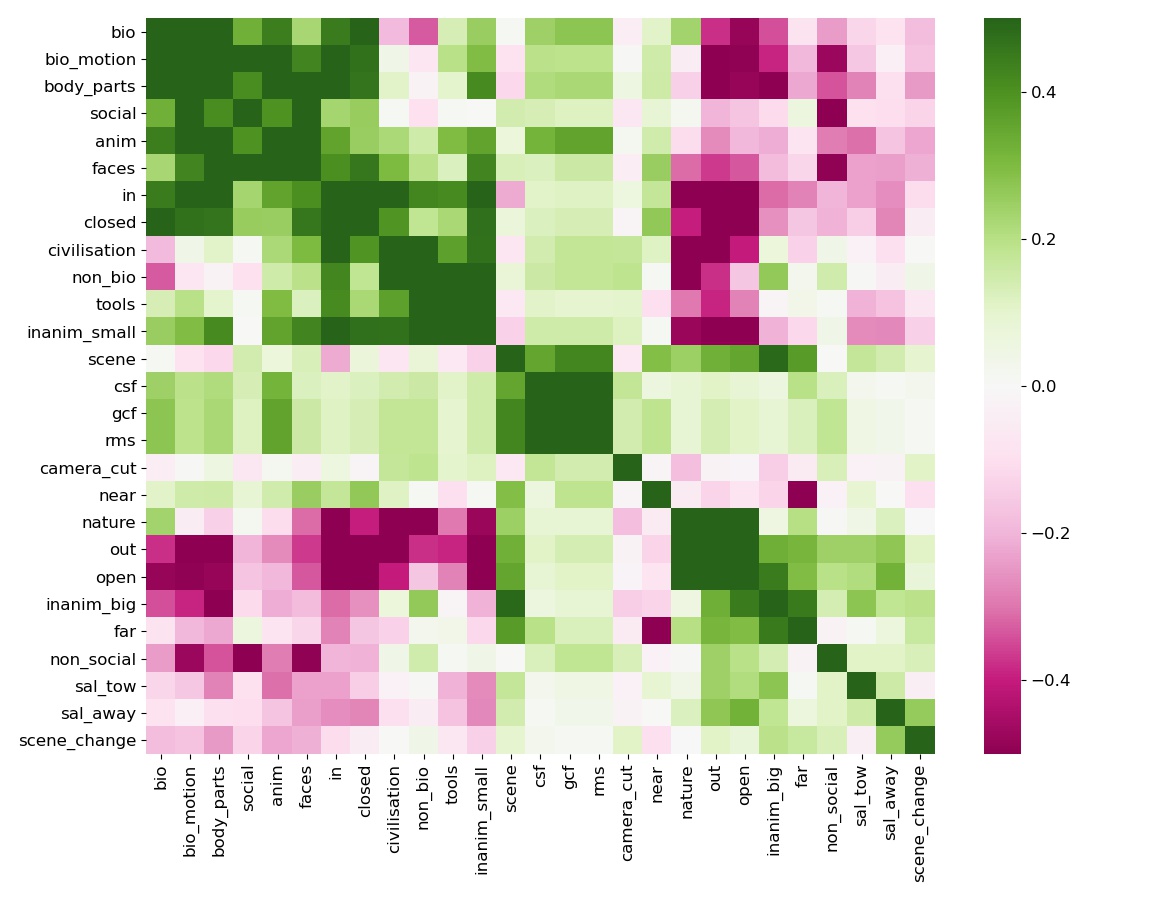 bio
bio_motion
body_parts
social
anim
faces
in
closed
civilisation
non_bio
tools
inanim_small
scene
csf
gcf
rms
camera_cut
near
nature
out
open
inanim_big
far
non_social
sal_tow
sal_away
scene_change
bio
bio_motion
body_parts
social
anim
faces
in
closed
civilisation
non_bio
tools
inanim_small
scene
csf
gcf
rms
camera_cut
near
nature
out
open
inanim_big
far
non_social
sal_tow
sal_away
scene_change
0.4
0.2
0.0
−0.2
−0.4